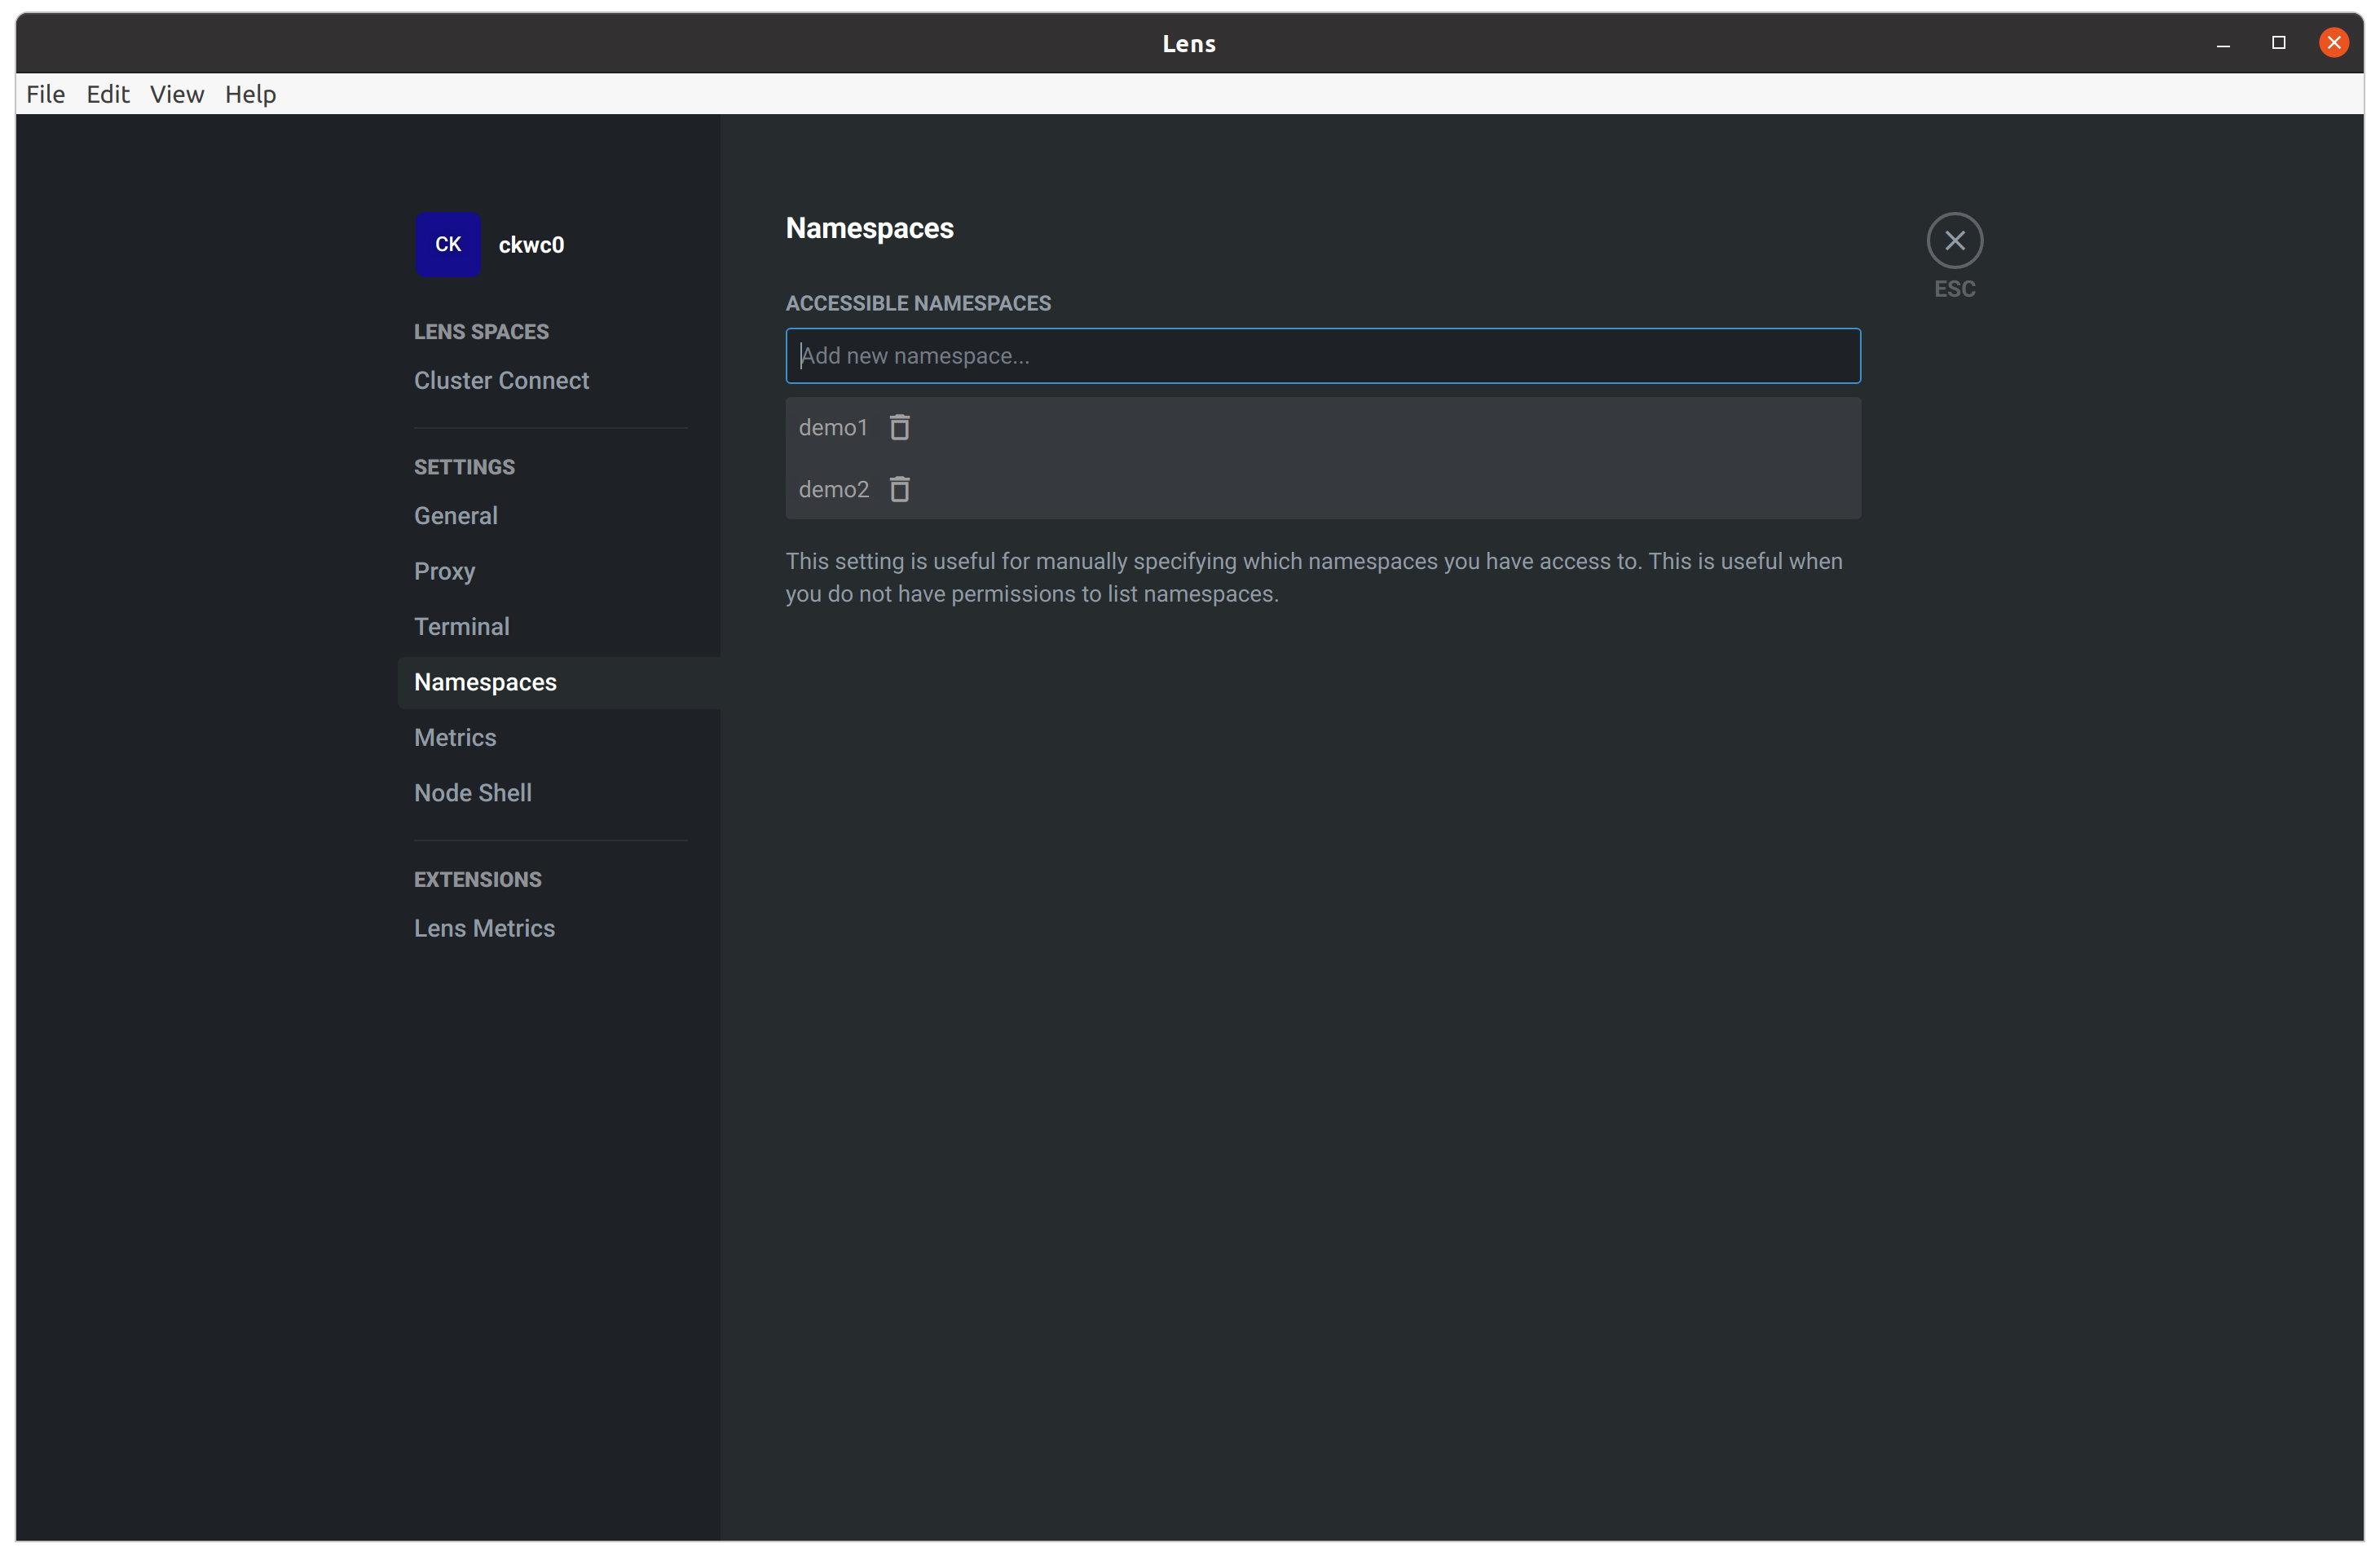 Lens
File Edit View Help
CK ckwc0
LENS SPACES
Cluster Connect
SETTINGS
General
Proxy
Terminal
Namespaces
Metrics
Node Shell
EXTENSIONS
Lens Metrics
Namespaces
ESC
ACCESSIBLE NAMESPACES
Add new namespace...
demo1
demo2
This setting is useful for manually specifying which namespaces you have access to. This is useful when
you do not have permissions to list namespaces.